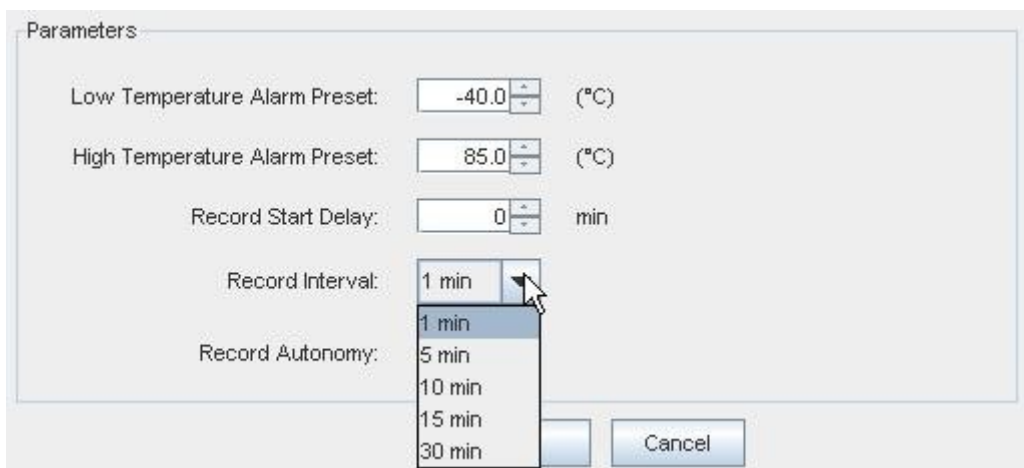 Parameters
Low Temperature Alarm Preset: -40.0 (°C)
High Temperature Alarm Preset: 85.0 (°C)
Record Start Delay: 0 min
Record Interval: 1 min
1 min
Record Autonomy: 5 min
10 min
15 min
30 min Cancel